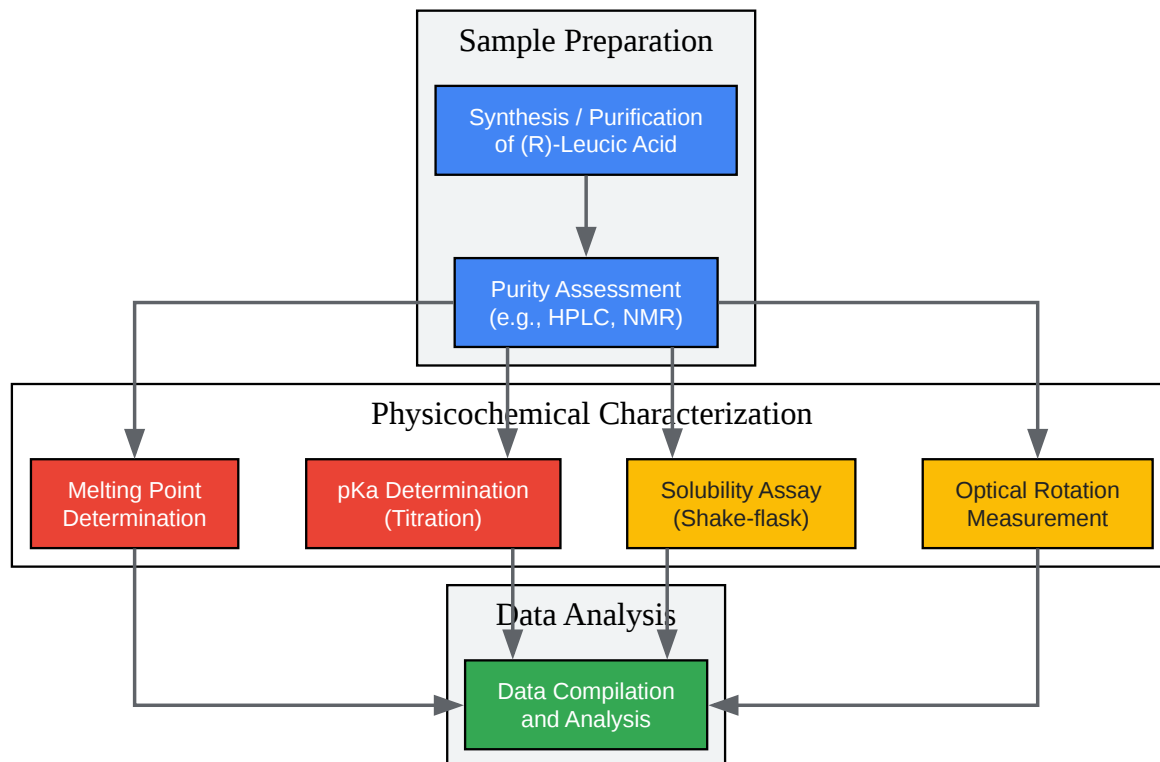 Sample Preparation
Synthesis / Purification
of (R)-Leucic Acid
Purity Assessment
(e.g., HPLC, NMR)
Physicochemical Characterization
Melting Point
Determination
pKa Determination
(Titration)
Solubility Assay
(Shake-flask)
Optical Rotation
Measurement
Data Analysis
Data Compilation
and Analysis